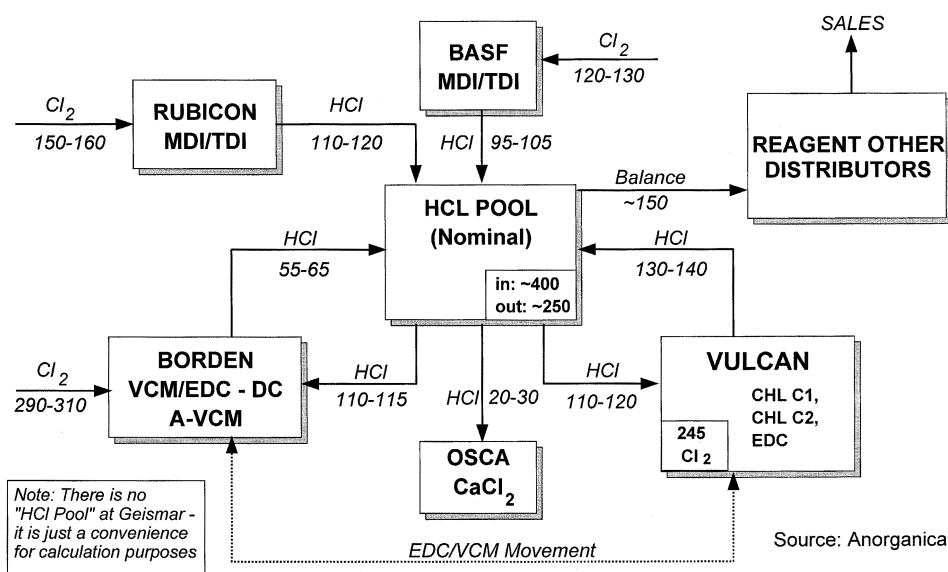 SALES
BASF
MDI/TDI
Cl2
120-130
Cl2
150-160
RUBICON
MDI/TDI
HCl
110-120
HCl 95-105
REAGENT OTHER
DISTRIBUTORS
HCL POOL
(Nominal)
in: ~400
out: ~250
Balance
~150
HCl
55-65
HCl
130-140
Cl2
290-310
BORDEN
VCM/EDC - DC
A-VCM
HCl
110-115
HCl 20-30
HCl
110-120
VULCAN
CHL C1,
CHL C2,
EDC
245
Cl2
OSCA
CaCl2
Note: There is no
"HCl Pool" at Geismar -
it is just a convenience
for calculation purposes
EDC/VCM Movement
Source: Anorganica